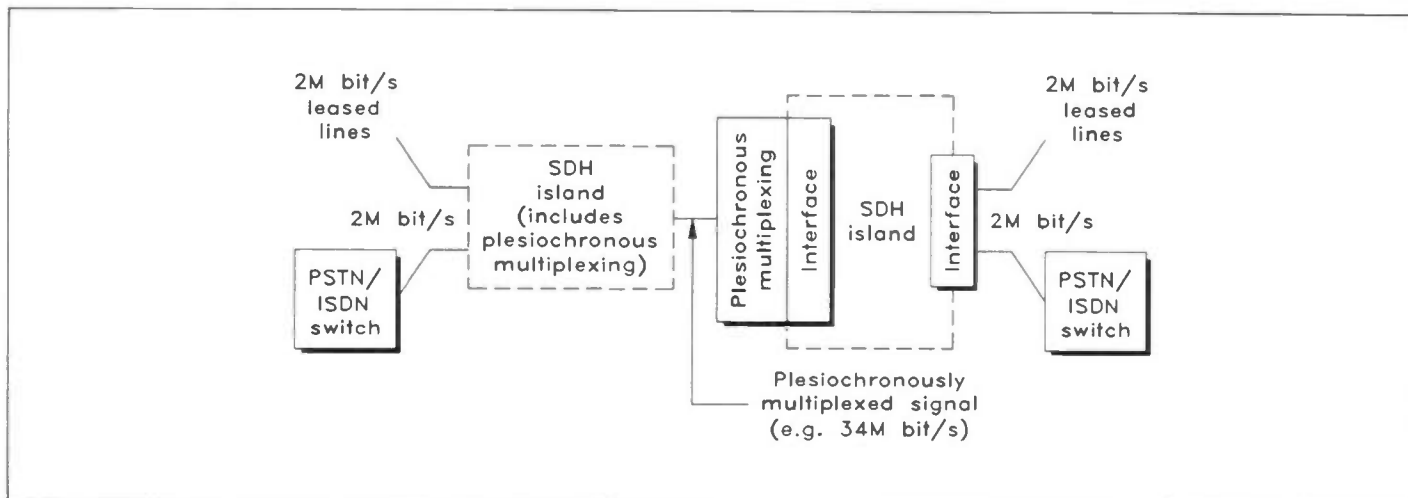 2M bit/s
leased
lines
2M bit/s
PSTN/
ISDN
switch
SDH
island
(includes
plesiochronous
multiplexing)
Plesiochronous
multiplexing
Interface
SDH
island
Interface
2M bit/s
leased
lines
2M bit/s
PSTN/
ISDN
switch
Plesiochronously
multiplexed signal
(e.g. 34M bit/s)